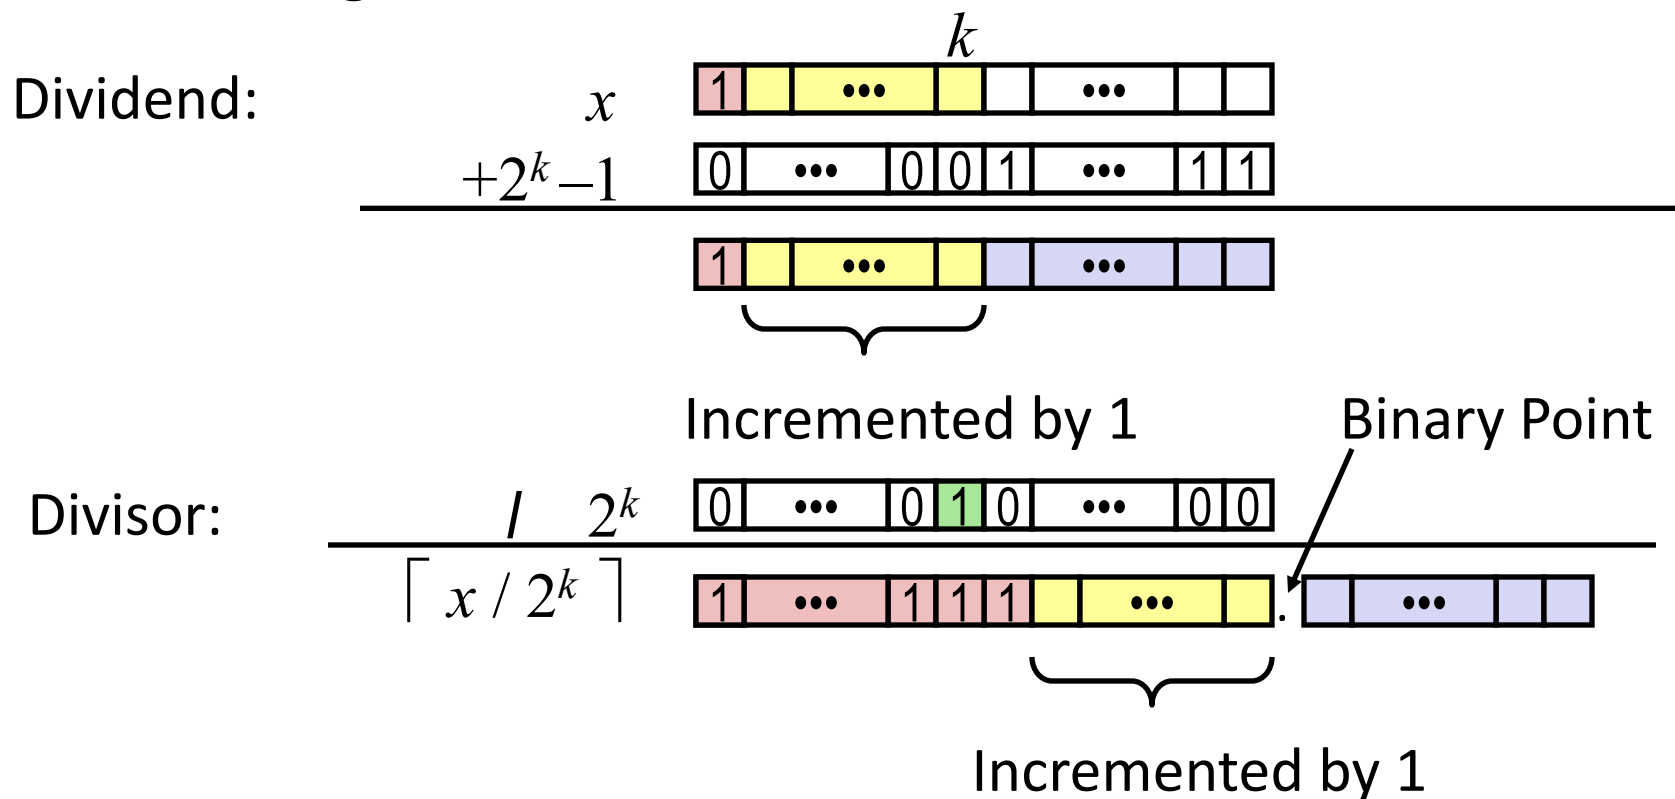 k
Dividend: x 1 ••• •••
+2^k –1 0 ••• 0 0 1 ••• 1 1
1 ••• •••
Incremented by 1 Binary Point
Divisor: / 2^k 0 ••• 0 1 0 ••• 0 0
⌈ x / 2^k ⌉ 1 ••• 1 1 1 ••• . •••
Incremented by 1